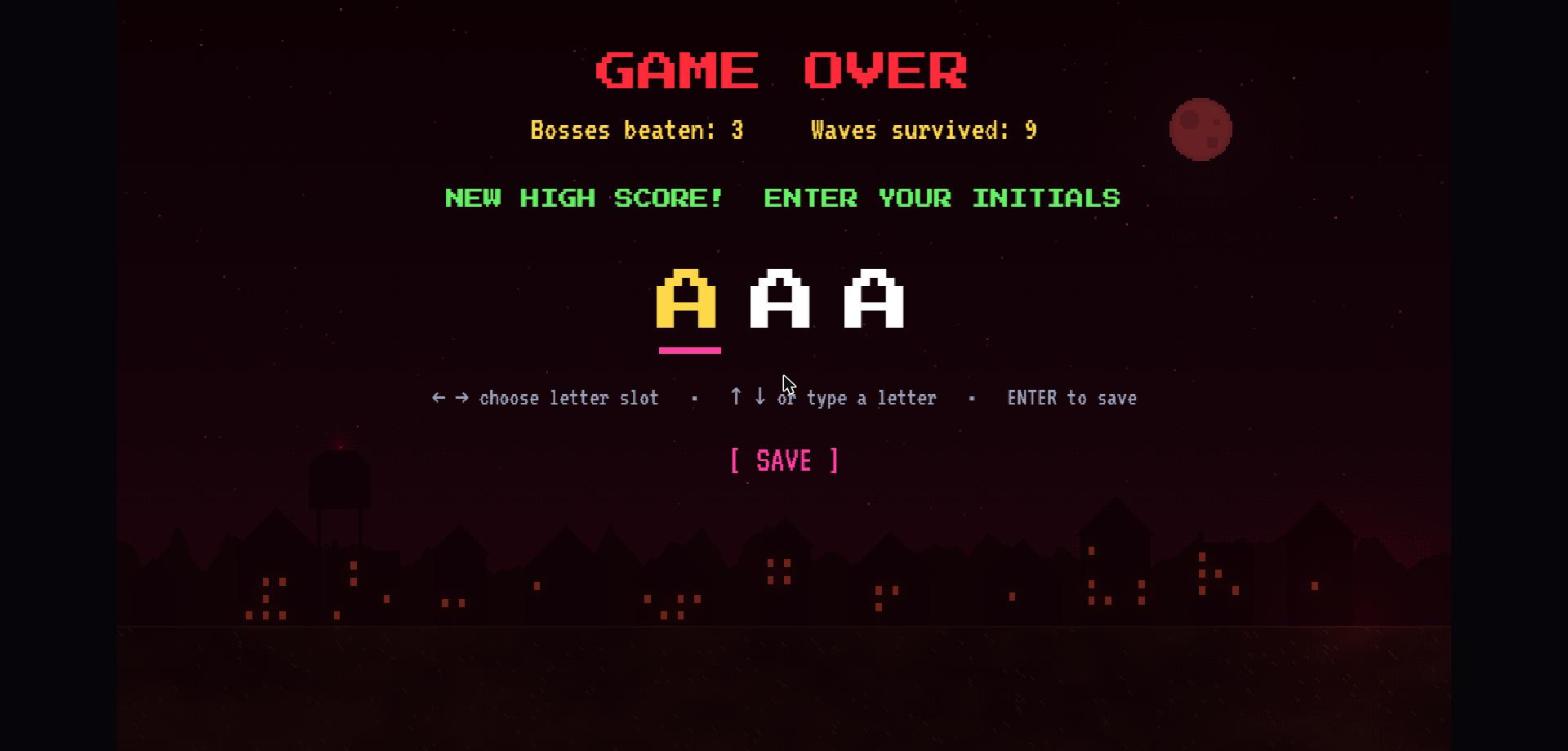 GAME OVER
Bosses beaten: 3 Waves survived: 9
NEW HIGH SCORE! ENTER YOUR INITIALS
A A A
← → choose letter slot · ↑ ↓ or type a letter · ENTER to save
[ SAVE ]